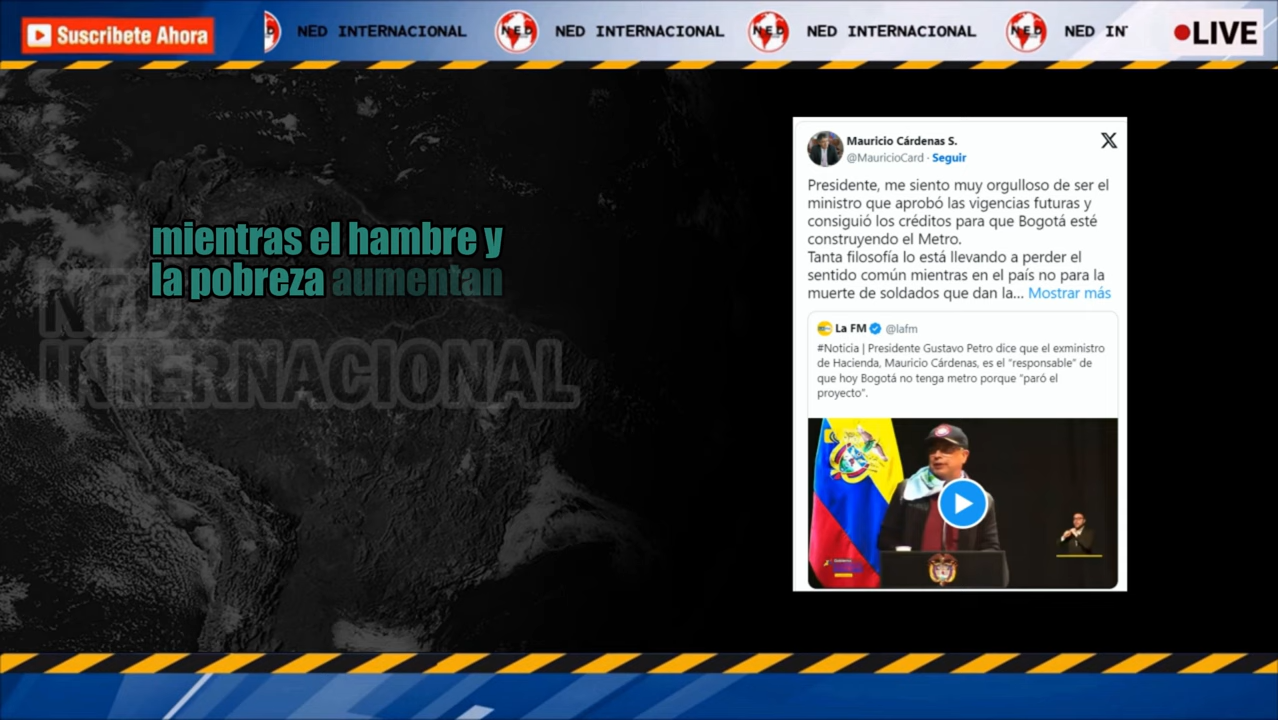 Suscribete Ahora
NED INTERNACIONAL
NED
NED INTERNACIONAL
NED
NED INTERNACIONAL
NED
NED IN
LIVE
mientras el hambre y
la pobreza aumentan
NED
INTERNACIONAL
Mauricio Cárdenas S.
@MauricioCard · Seguir
Presidente, me siento muy orgulloso de ser el
ministro que aprobó las vigencias futuras y
consiguió los créditos para que Bogotá esté
construyendo el Metro.
Tanta filosofía lo está llevando a perder el
sentido común mientras en el país no para la
muerte de soldados que dan la... Mostrar más
La FM @lafm
#Noticia | Presidente Gustavo Petro dice que el exministro
de Hacienda, Mauricio Cárdenas, es el "responsable" de
que hoy Bogotá no tenga metro porque "paró el
proyecto".